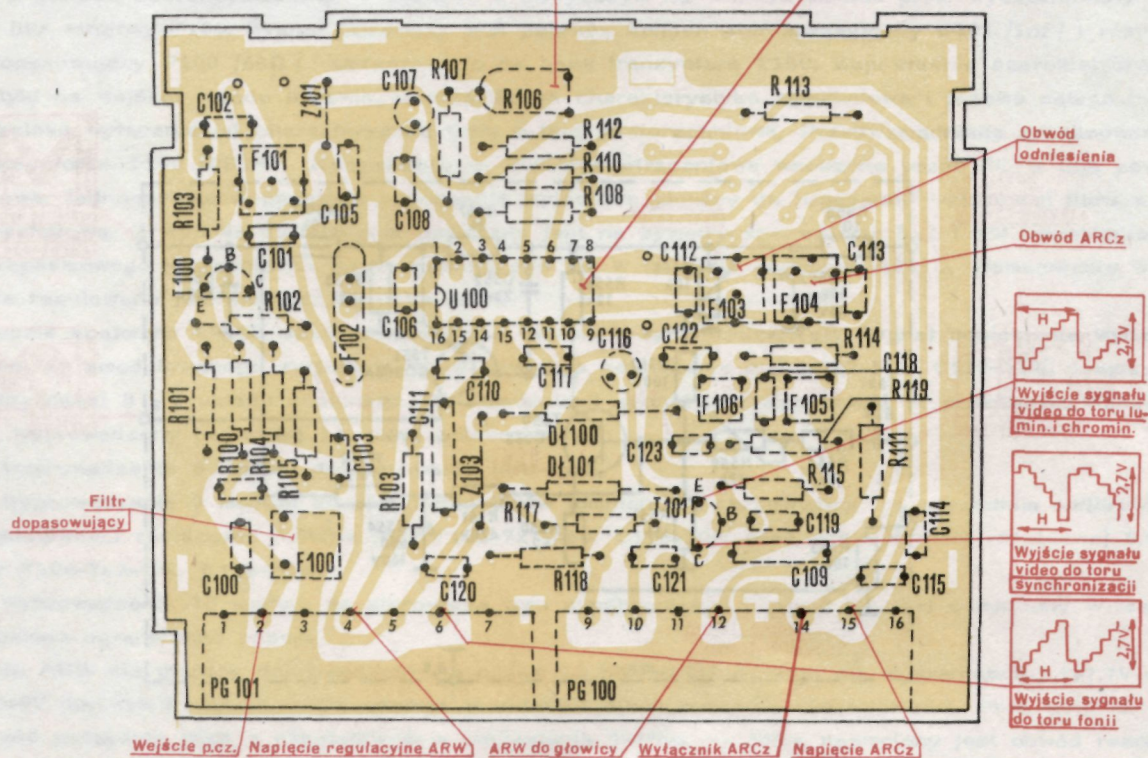 C102
Z101
C107
R107
R106
R113
R112
R110
R108
F101
C105
C108
R103
C101
T100
B
C
E
R102
F102
C106
1 2 3 4 5 6 7 8
U100
16 15 14 15 12 11 10 9
C112
F103
F104
C113
Obwód
odniesienia
Obwód ARCz
C116
C122
R114
C118
R119
H
2,7V
Wyjście sygnału
video do toru lu-
min.i chromin.
R101
C110
C117
F106
F105
R100
R104
R105
C103
C111
R103
Z103
DŁ100
DŁ101
C123
R115
R111
H
2,7V
Wyjście sygnału
video do toru
synchronizacji
Filtr
dopasowujący
R117
T101
E
B
C
C119
C114
C100
F100
C120
R118
C121
C109
C115
1 2 3 4 5 6 7
9 10 11 12 14 15 16
PG 101
PG 100
H
2,7V
Wyjście sygnału
do toru fonii
Wejście p.cz.
Napięcie regulacyjne ARW
ARW do głowicy
Wyłącznik ARCz
Napięcie ARCz